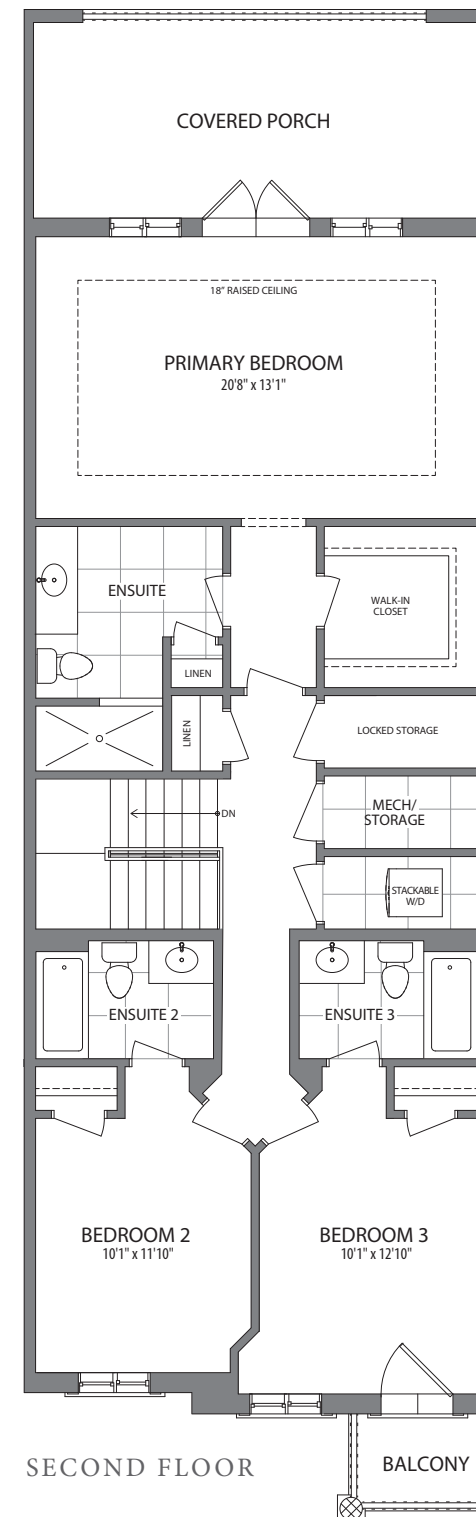 COVERED PORCH
18" RAISED CEILING
PRIMARY BEDROOM
20'8" x 13'1"
ENSUITE
WALK-IN
CLOSET
LINEN
LINEN
LOCKED STORAGE
MECH/
STORAGE
DN
STACKABLE
W/D
ENSUITE 2
ENSUITE 3
BEDROOM 2
10'1" x 11'10"
BEDROOM 3
10'1" x 12'10"
SECOND FLOOR
BALCONY